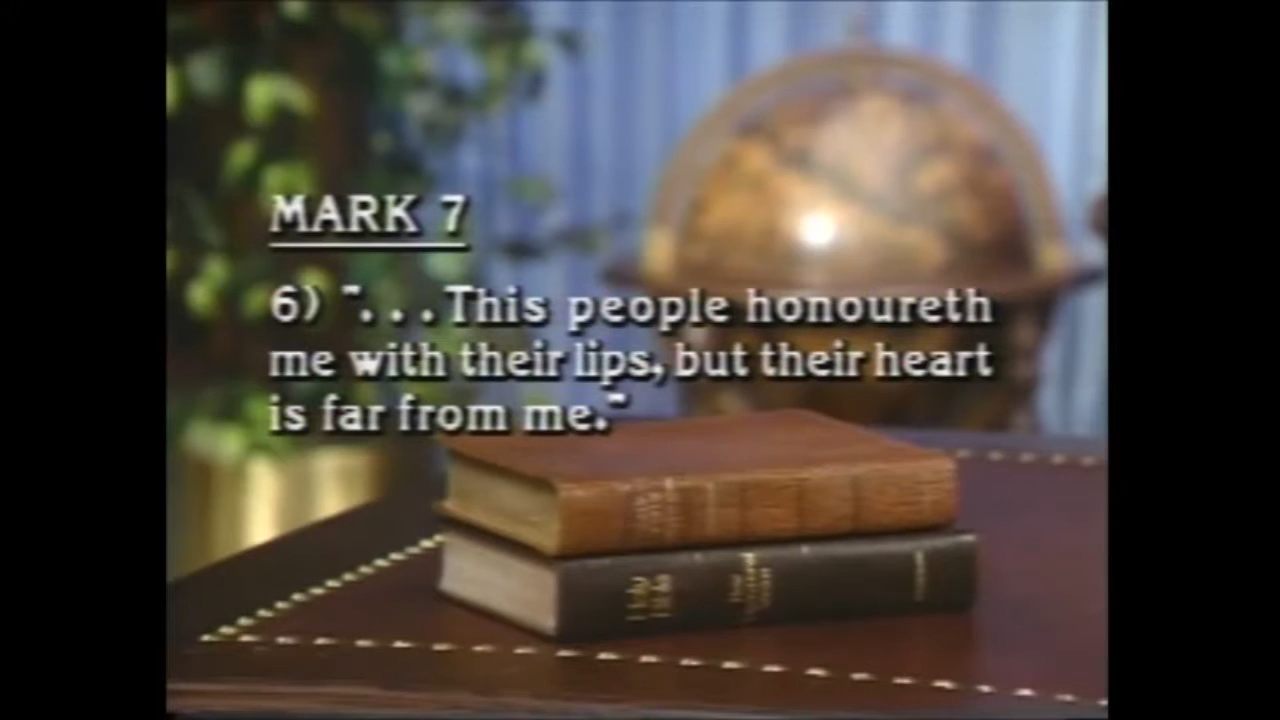 MARK 7
6) "...This people honoureth
me with their lips, but their heart
is far from me."